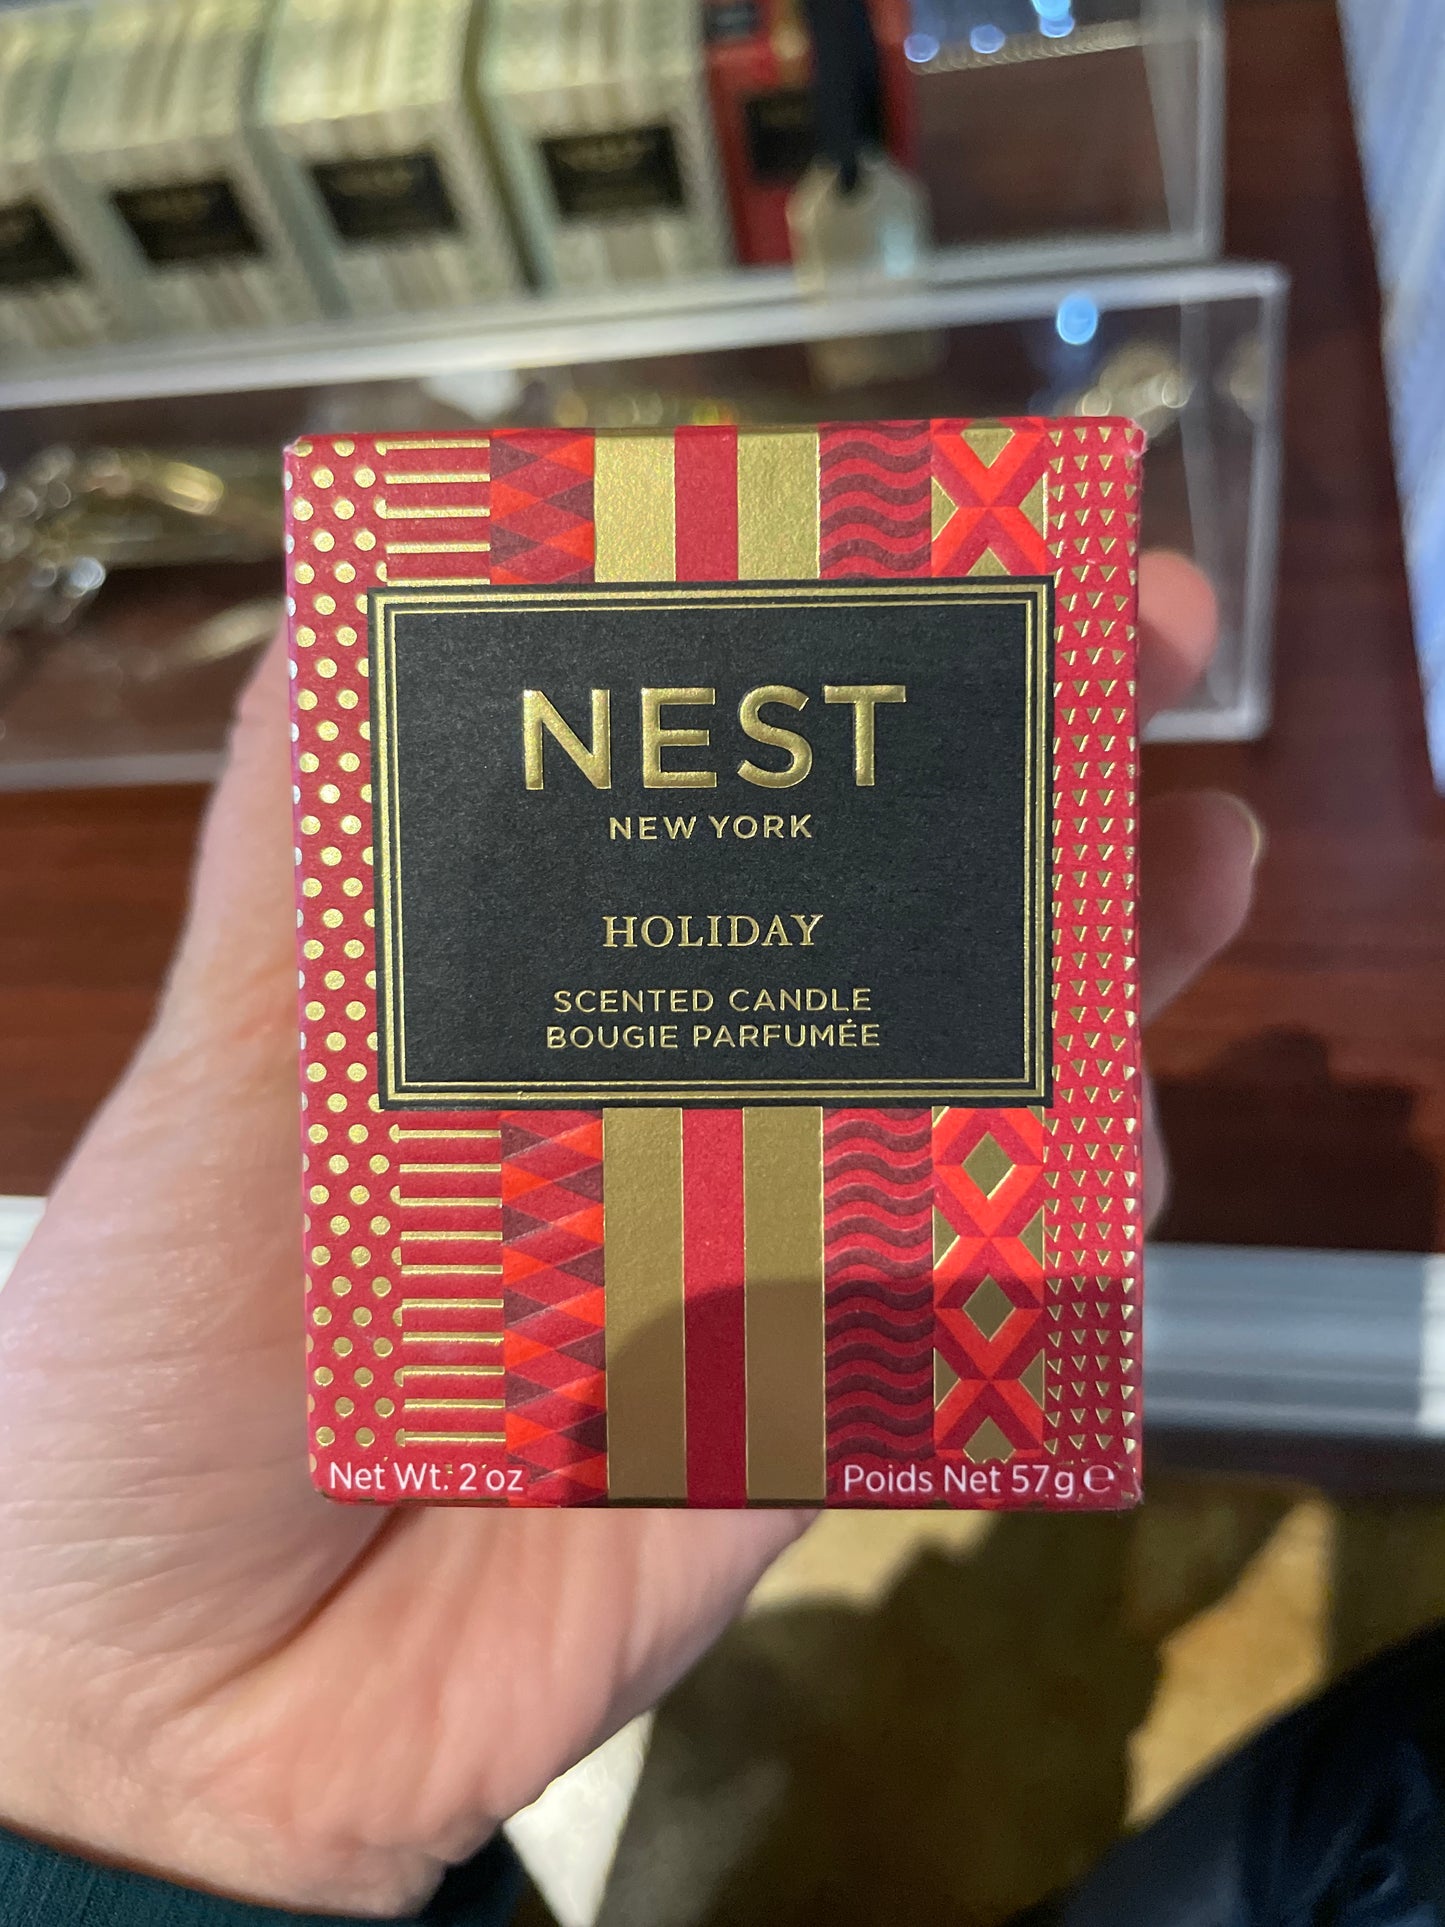 NEST
NEW YORK
HOLIDAY
SCENTED CANDLE
BOUGIE PARFUMÉE
Net Wt. 2 oz
Poids Net 57g ℮